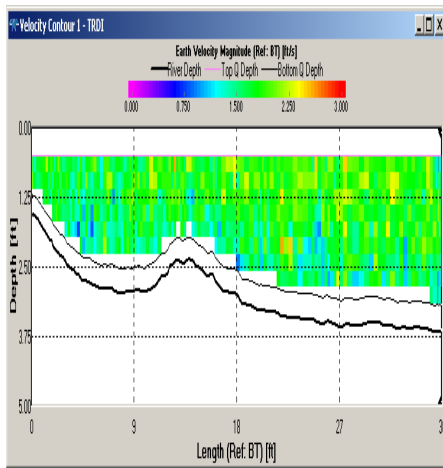 Velocity Contour 1 - TRDI
Earth Velocity Magnitude (Ref: BT) [ft/s]
River Depth Top Q Depth Bottom Q Depth
0.000 0.750 1.500 2.250 3.000
0.00
1.25
2.50
3.75
5.00
Depth [ft]
0 9 18 27 3
Length (Ref: BT) [ft]